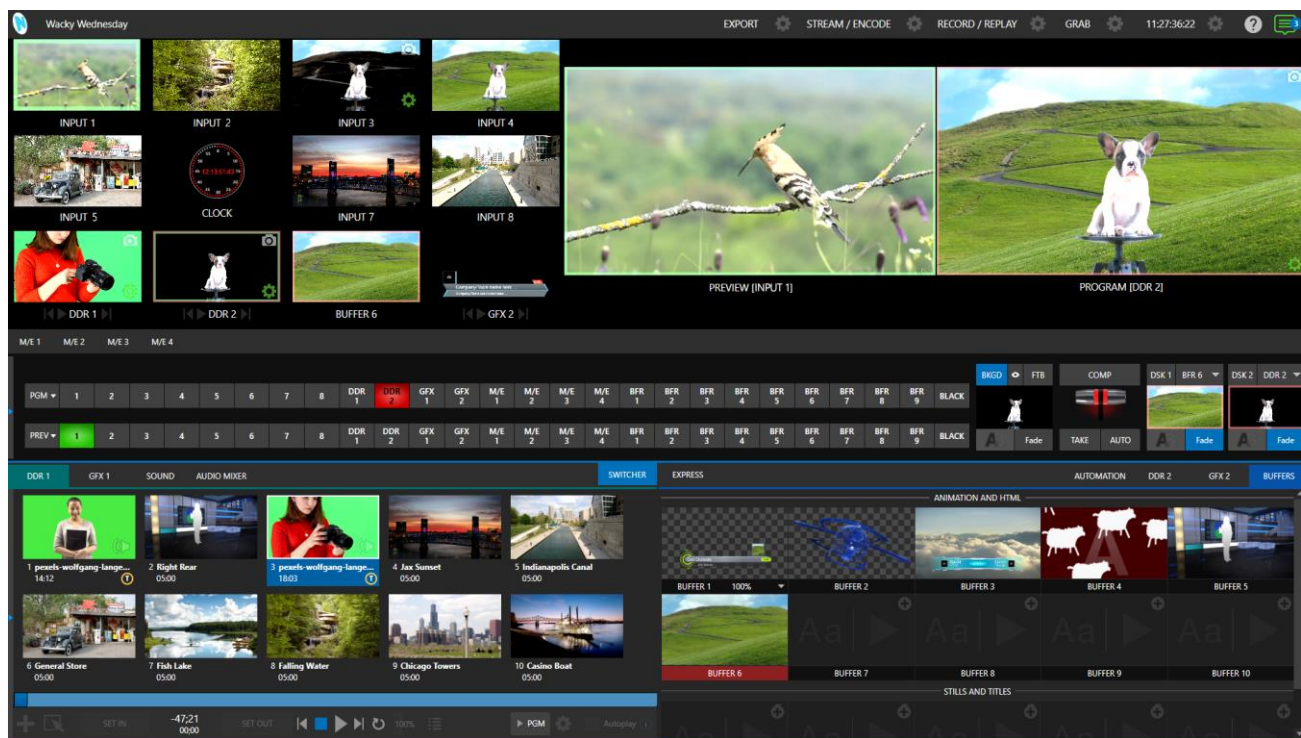 Wacky Wednesday
EXPORT
STREAM / ENCODE
RECORD / REPLAY
GRAB
11:27:36:22
?
INPUT 1
INPUT 2
INPUT 3
INPUT 4
INPUT 5
CLOCK
INPUT 7
INPUT 8
DDR 1
DDR 2
BUFFER 6
GFX 2
PREVIEW [INPUT 1]
PROGRAM [DDR 2]
M/E 1 M/E 2 M/E 3 M/E 4
PGM 1 2 3 4 5 6 7 8 DDR 1 DDR 2 GFX 1 GFX 2 M/E 1 M/E 2 M/E 3 M/E 4 BFR 1 BFR 2 BFR 3 BFR 4 BFR 5 BFR 6 BFR 7 BFR 8 BFR 9 BLACK
PREV 1 2 3 4 5 6 7 8 DDR 1 DDR 2 GFX 1 GFX 2 M/E 1 M/E 2 M/E 3 M/E 4 BFR 1 BFR 2 BFR 3 BFR 4 BFR 5 BFR 6 BFR 7 BFR 8 BFR 9 BLACK
BKGD FTB
A Fade
COMP
TAKE AUTO
DSK 1 BFR 6
A Fade
DSK 2 DDR 2
A Fade
DDR 1 GFX 1 SOUND AUDIO MIXER SWITCHER
EXPRESS AUTOMATION DDR 2 GFX 2 BUFFERS
1 pexels-wolfgang-lange...
14:12
2 Right Rear
05:00
3 pexels-wolfgang-lange...
18:03
4 Jax Sunset
05:00
5 Indianapolis Canal
05:00
6 General Store
05:00
7 Fish Lake
05:00
8 Falling Water
05:00
9 Chicago Towers
05:00
10 Casino Boat
05:00
SET IN
-47;21
00;00
SET OUT
100%
PGM
Autoplay
ANIMATION AND HTML
BUFFER 1 100%
BUFFER 2
BUFFER 3
BUFFER 4
BUFFER 5
BUFFER 6
BUFFER 7
BUFFER 8
BUFFER 9
BUFFER 10
Aa
Aa
Aa
Aa
STILLS AND TITLES